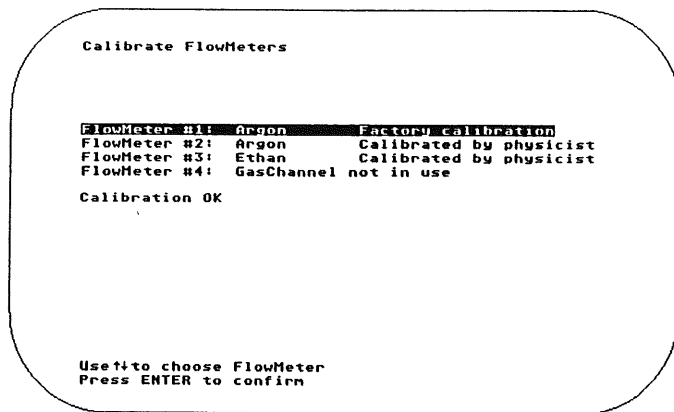 Calibrate FlowMeters
FlowMeter #1: Argon Factory calibration
FlowMeter #2: Argon Calibrated by physicist
FlowMeter #3: Ethan Calibrated by physicist
FlowMeter #4: GasChannel not in use
Calibration OK
Use↑↓to choose FlowMeter
Press ENTER to confirm